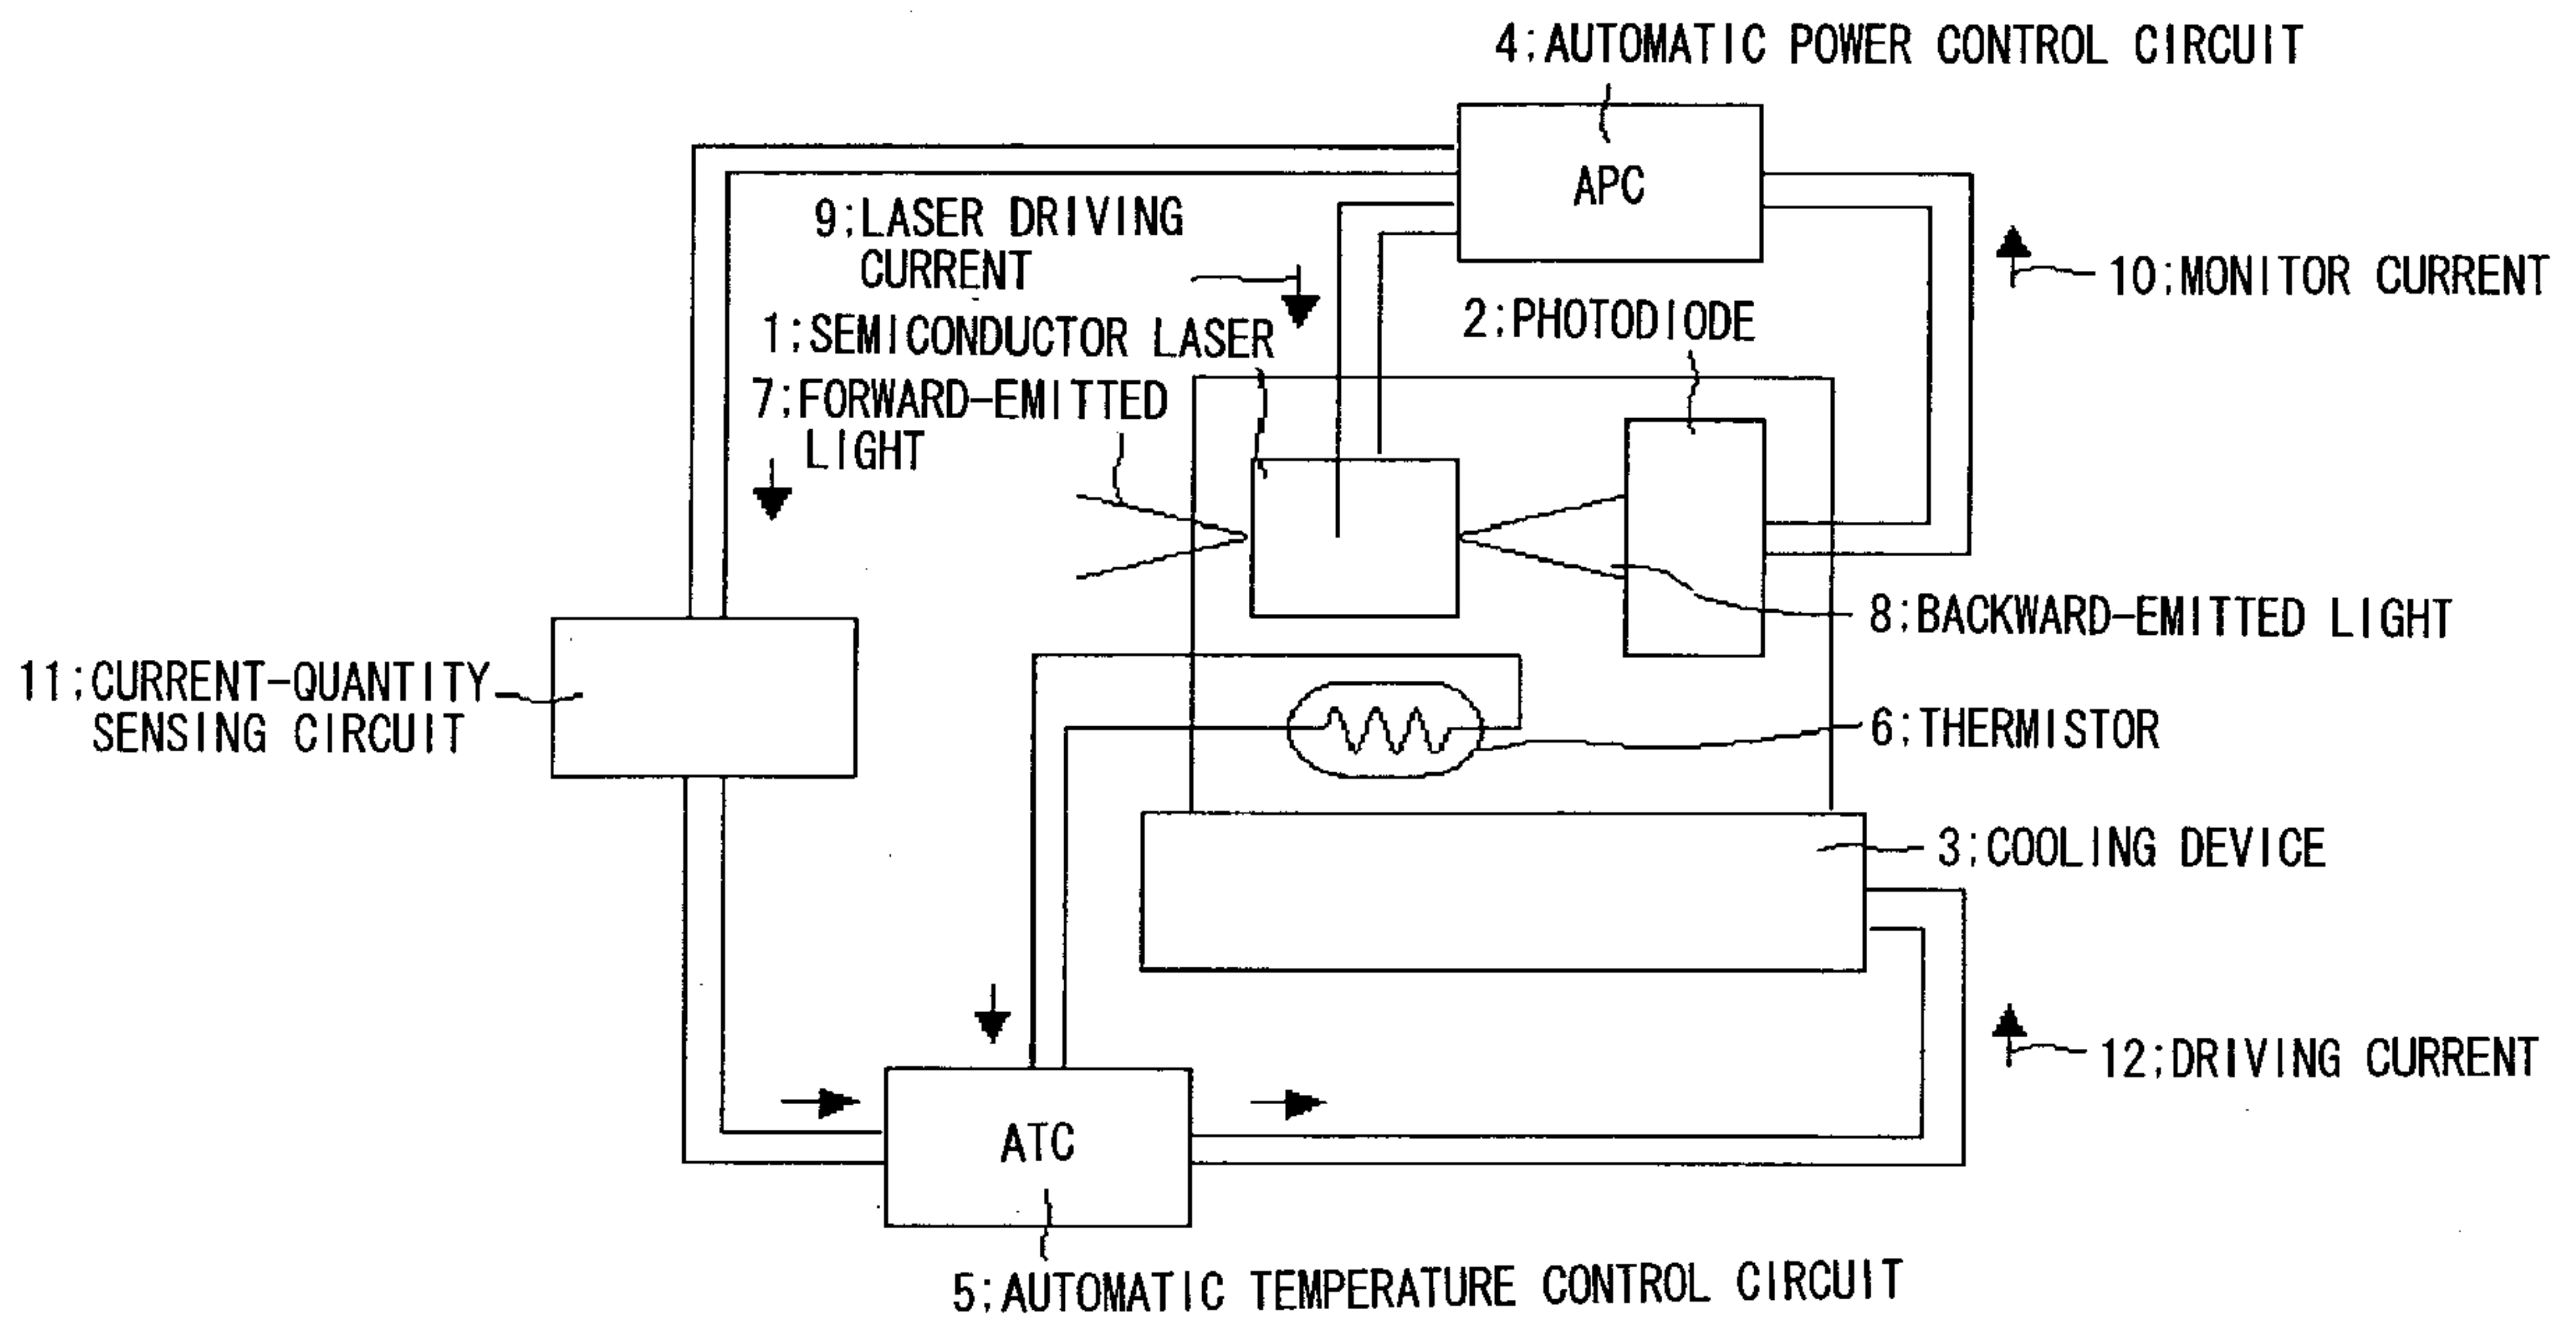 4;AUTOMATIC POWER CONTROL CIRCUIT
APC
9;LASER DRIVING
CURRENT
10;MONITOR CURRENT
1;SEMICONDUCTOR LASER
2;PHOTODIODE
7;FORWARD-EMITTED
LIGHT
8;BACKWARD-EMITTED LIGHT
11;CURRENT-QUANTITY
SENSING CIRCUIT
6;THERMISTOR
3;COOLING DEVICE
12;DRIVING CURRENT
ATC
5;AUTOMATIC TEMPERATURE CONTROL CIRCUIT